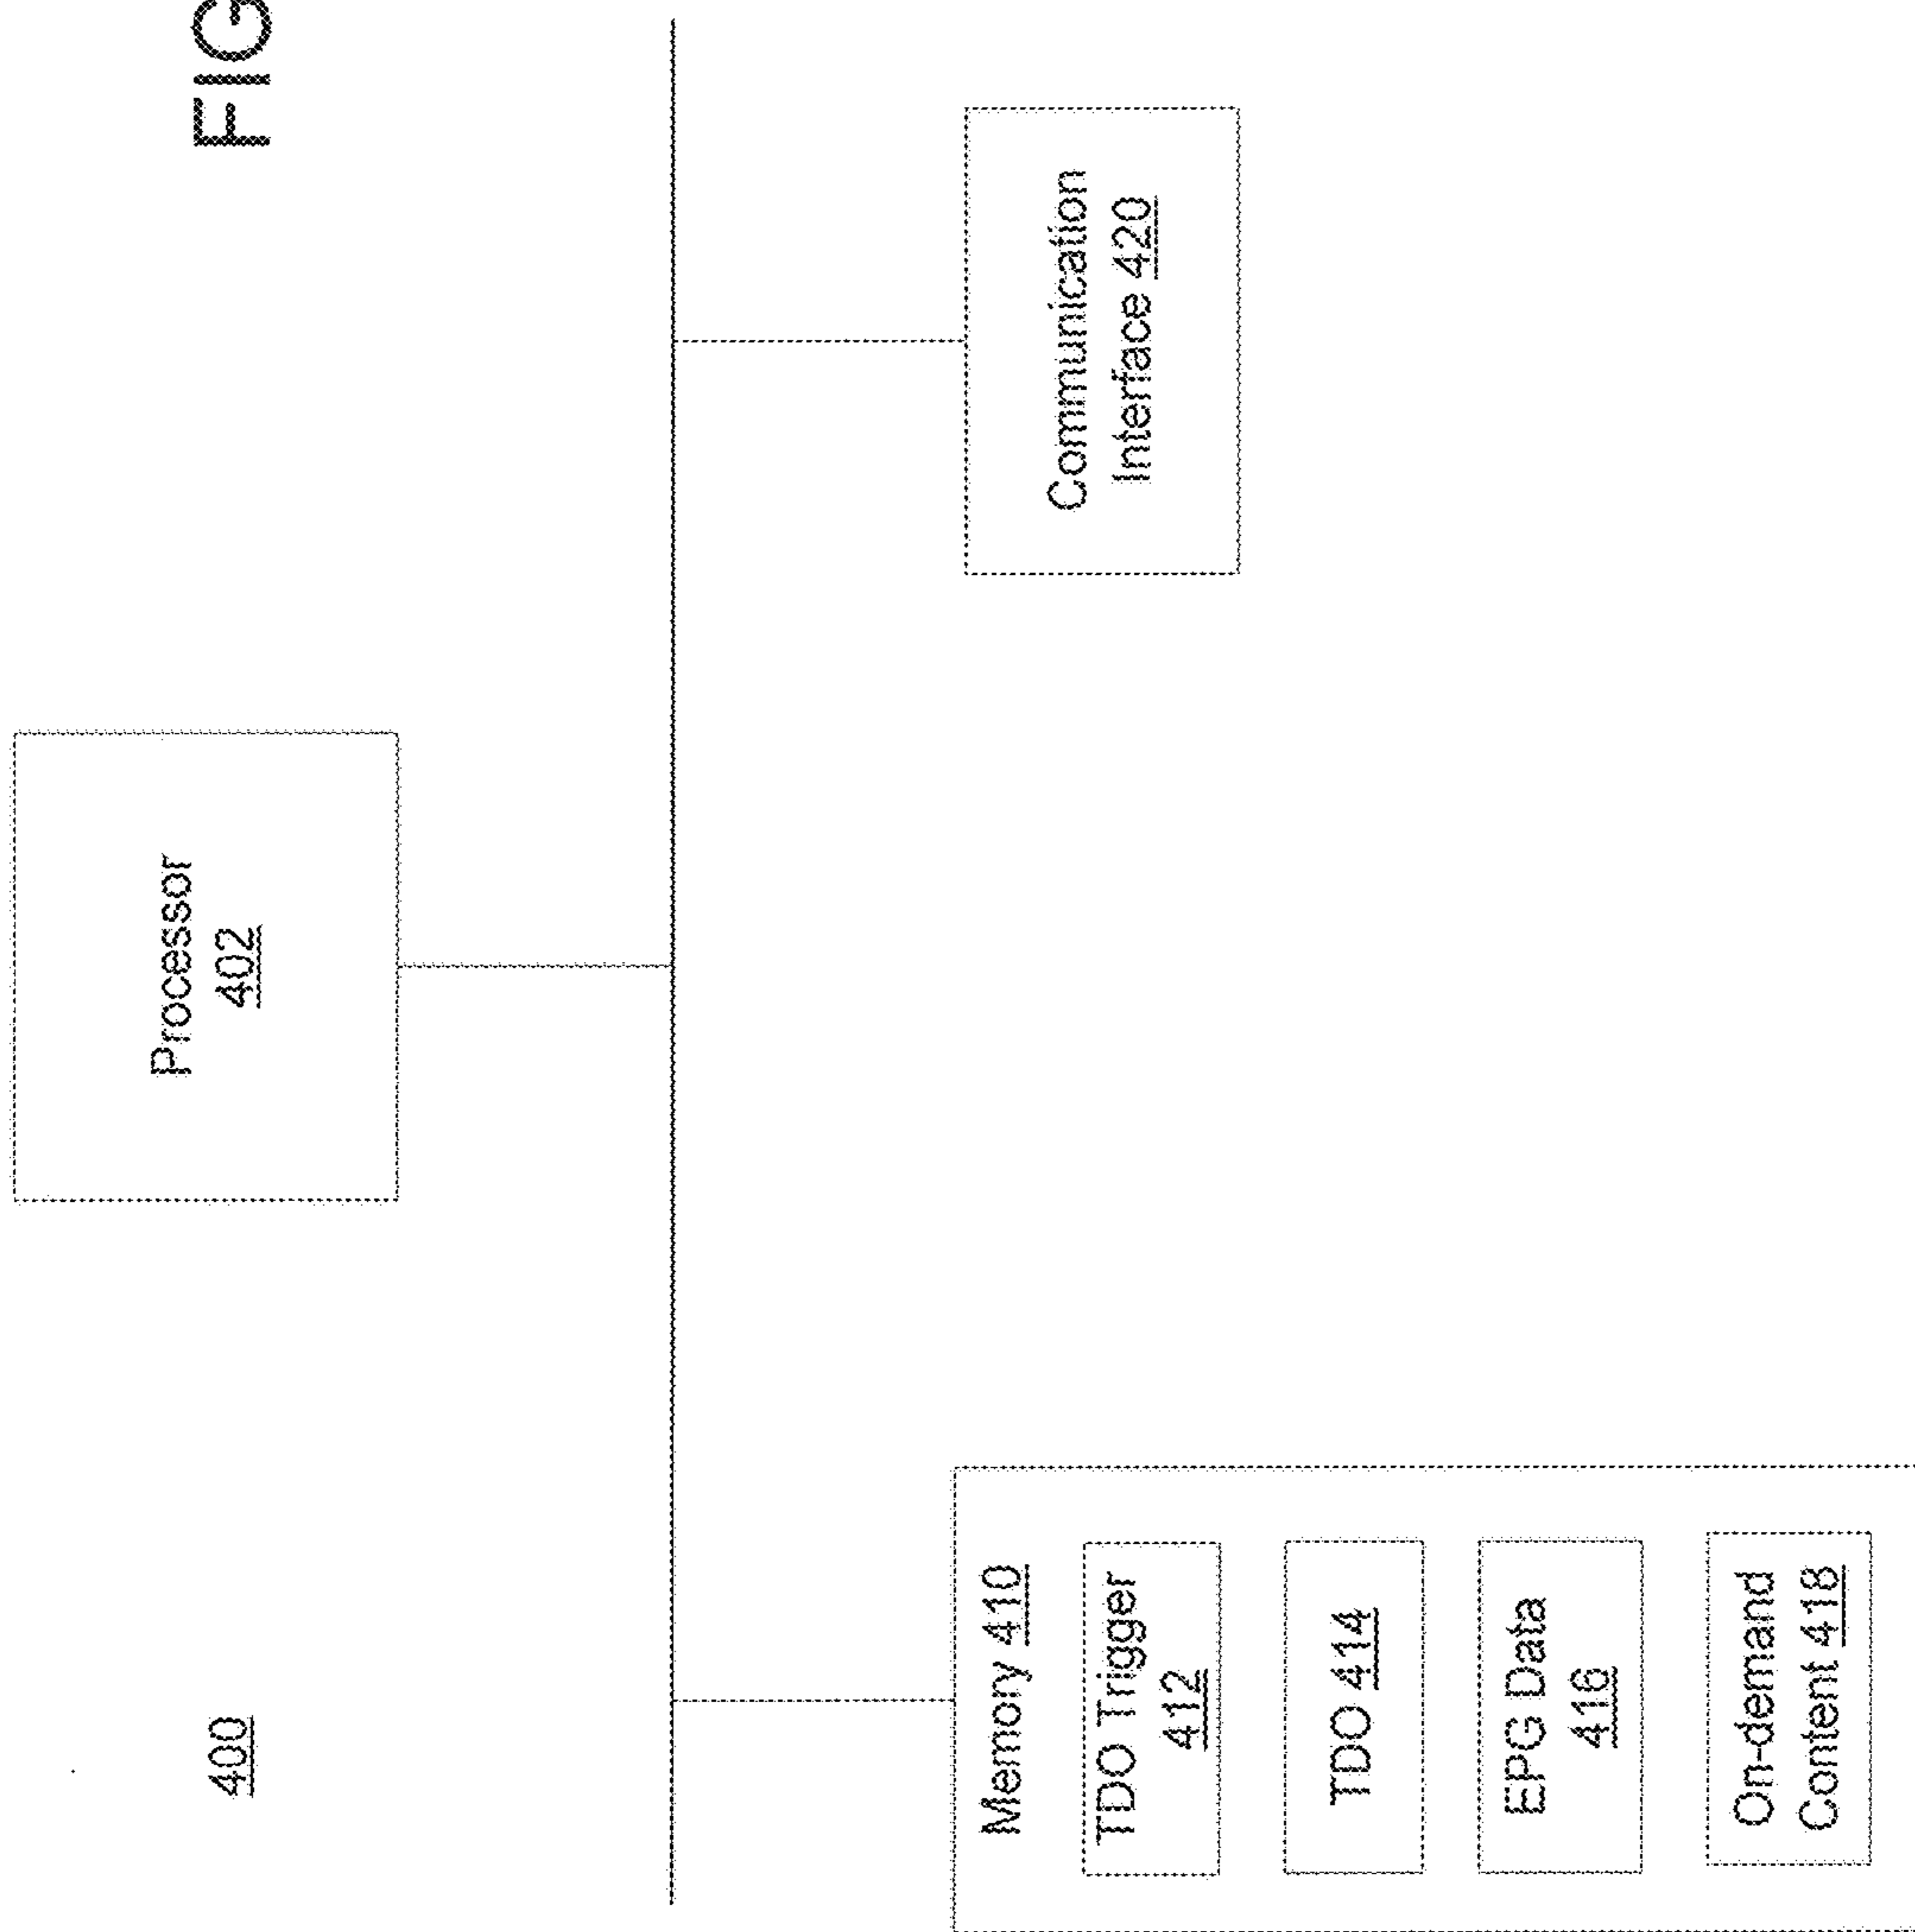 FIG
400
Processor
402
Memory 410
TDO Trigger
412
TDO 414
EPG Data
416
On-demand
Content 418
Communication
Interface 420